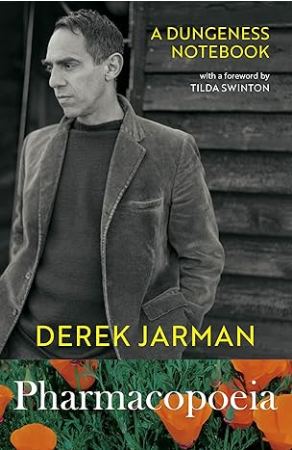 A DUNGENESS
NOTEBOOK
with a foreword by
TILDA SWINTON
DEREK JARMAN
Pharmacopoeia